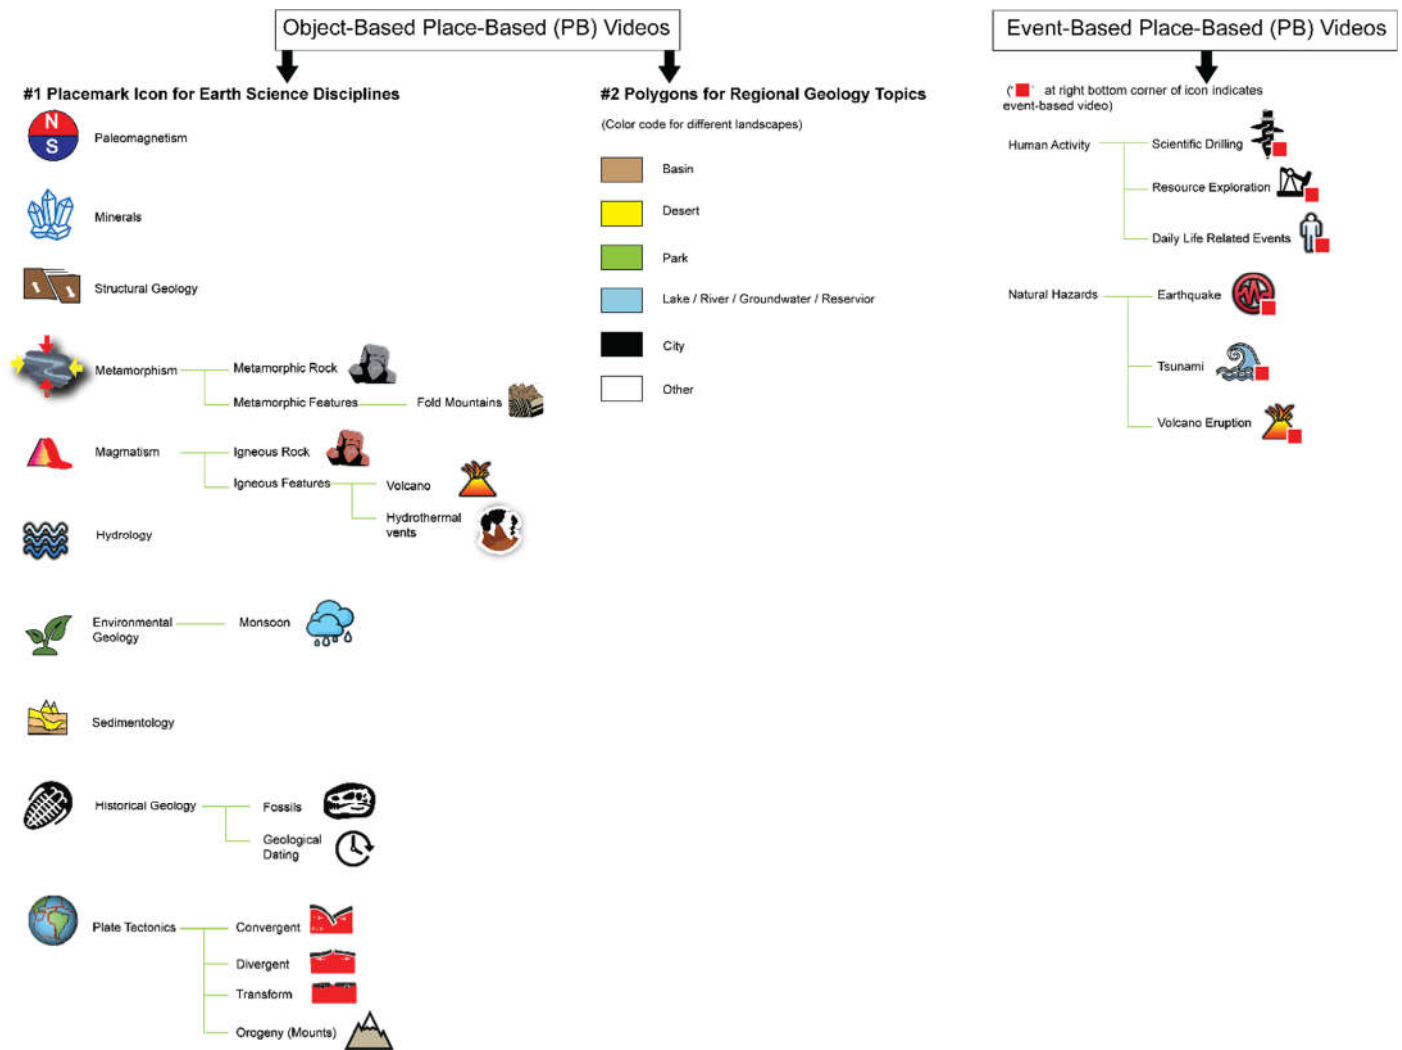 Object-Based Place-Based (PB) Videos
Event-Based Place-Based (PB) Videos
#1 Placemark Icon for Earth Science Disciplines
N
S
Paleomagnetism
Minerals
Structural Geology
Metamorphism
Metamorphic Rock
Metamorphic Features
Fold Mountains
Magmatism
Igneous Rock
Igneous Features
Volcano
Hydrothermal
vents
Hydrology
Environmental
Geology
Monsoon
Sedimentology
Historical Geology
Fossils
Geological
Dating
Plate Tectonics
Convergent
Divergent
Transform
Orogeny (Mounts)
#2 Polygons for Regional Geology Topics
(Color code for different landscapes)
Basin
Desert
Park
Lake / River / Groundwater / Reservior
City
Other
(' ' at right bottom corner of icon indicates
event-based video)
Human Activity
Scientific Drilling
Resource Exploration
Daily Life Related Events
Natural Hazards
Earthquake
Tsunami
Volcano Eruption